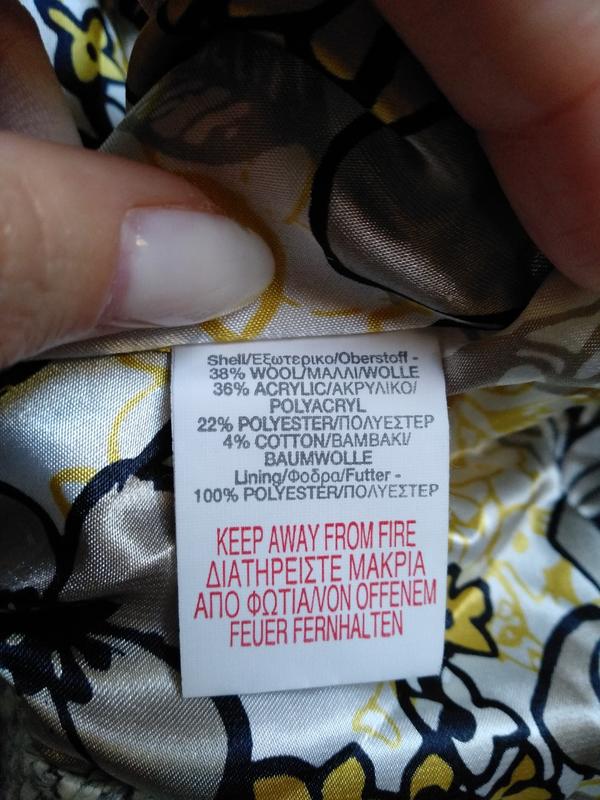 Shell/Εξωτερικο/Oberstoff -
38% WOOL/ΜΑΛΛΙ/WOLLE
36% ACRYLIC/ΑΚΡΥΛΙΚΟ/
POLYACRYL
22% POLYESTER/ΠΟΛΥΕΣΤΕΡ
4% COTTON/ΒΑΜΒΑΚΙ/
BAUMWOLLE
Lining/Φοδρα/Futter -
100% POLYESTER/ΠΟΛΥΕΣΤΕΡ
KEEP AWAY FROM FIRE
ΔΙΑΤΗΡΕΙΣΤΕ ΜΑΚΡΙΑ
ΑΠΟ ΦΩΤΙΑ/VON OFFENEM
FEUER FERNHALTEN